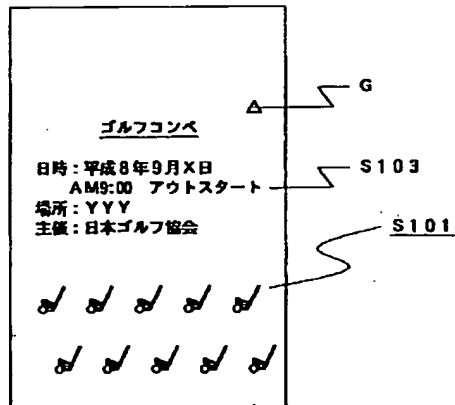 G
ゴルフコンペ
日時：平成8年9月X日
AM9:00 アウトスタート
S103
場所：YYY
主催：日本ゴルフ協会
S101